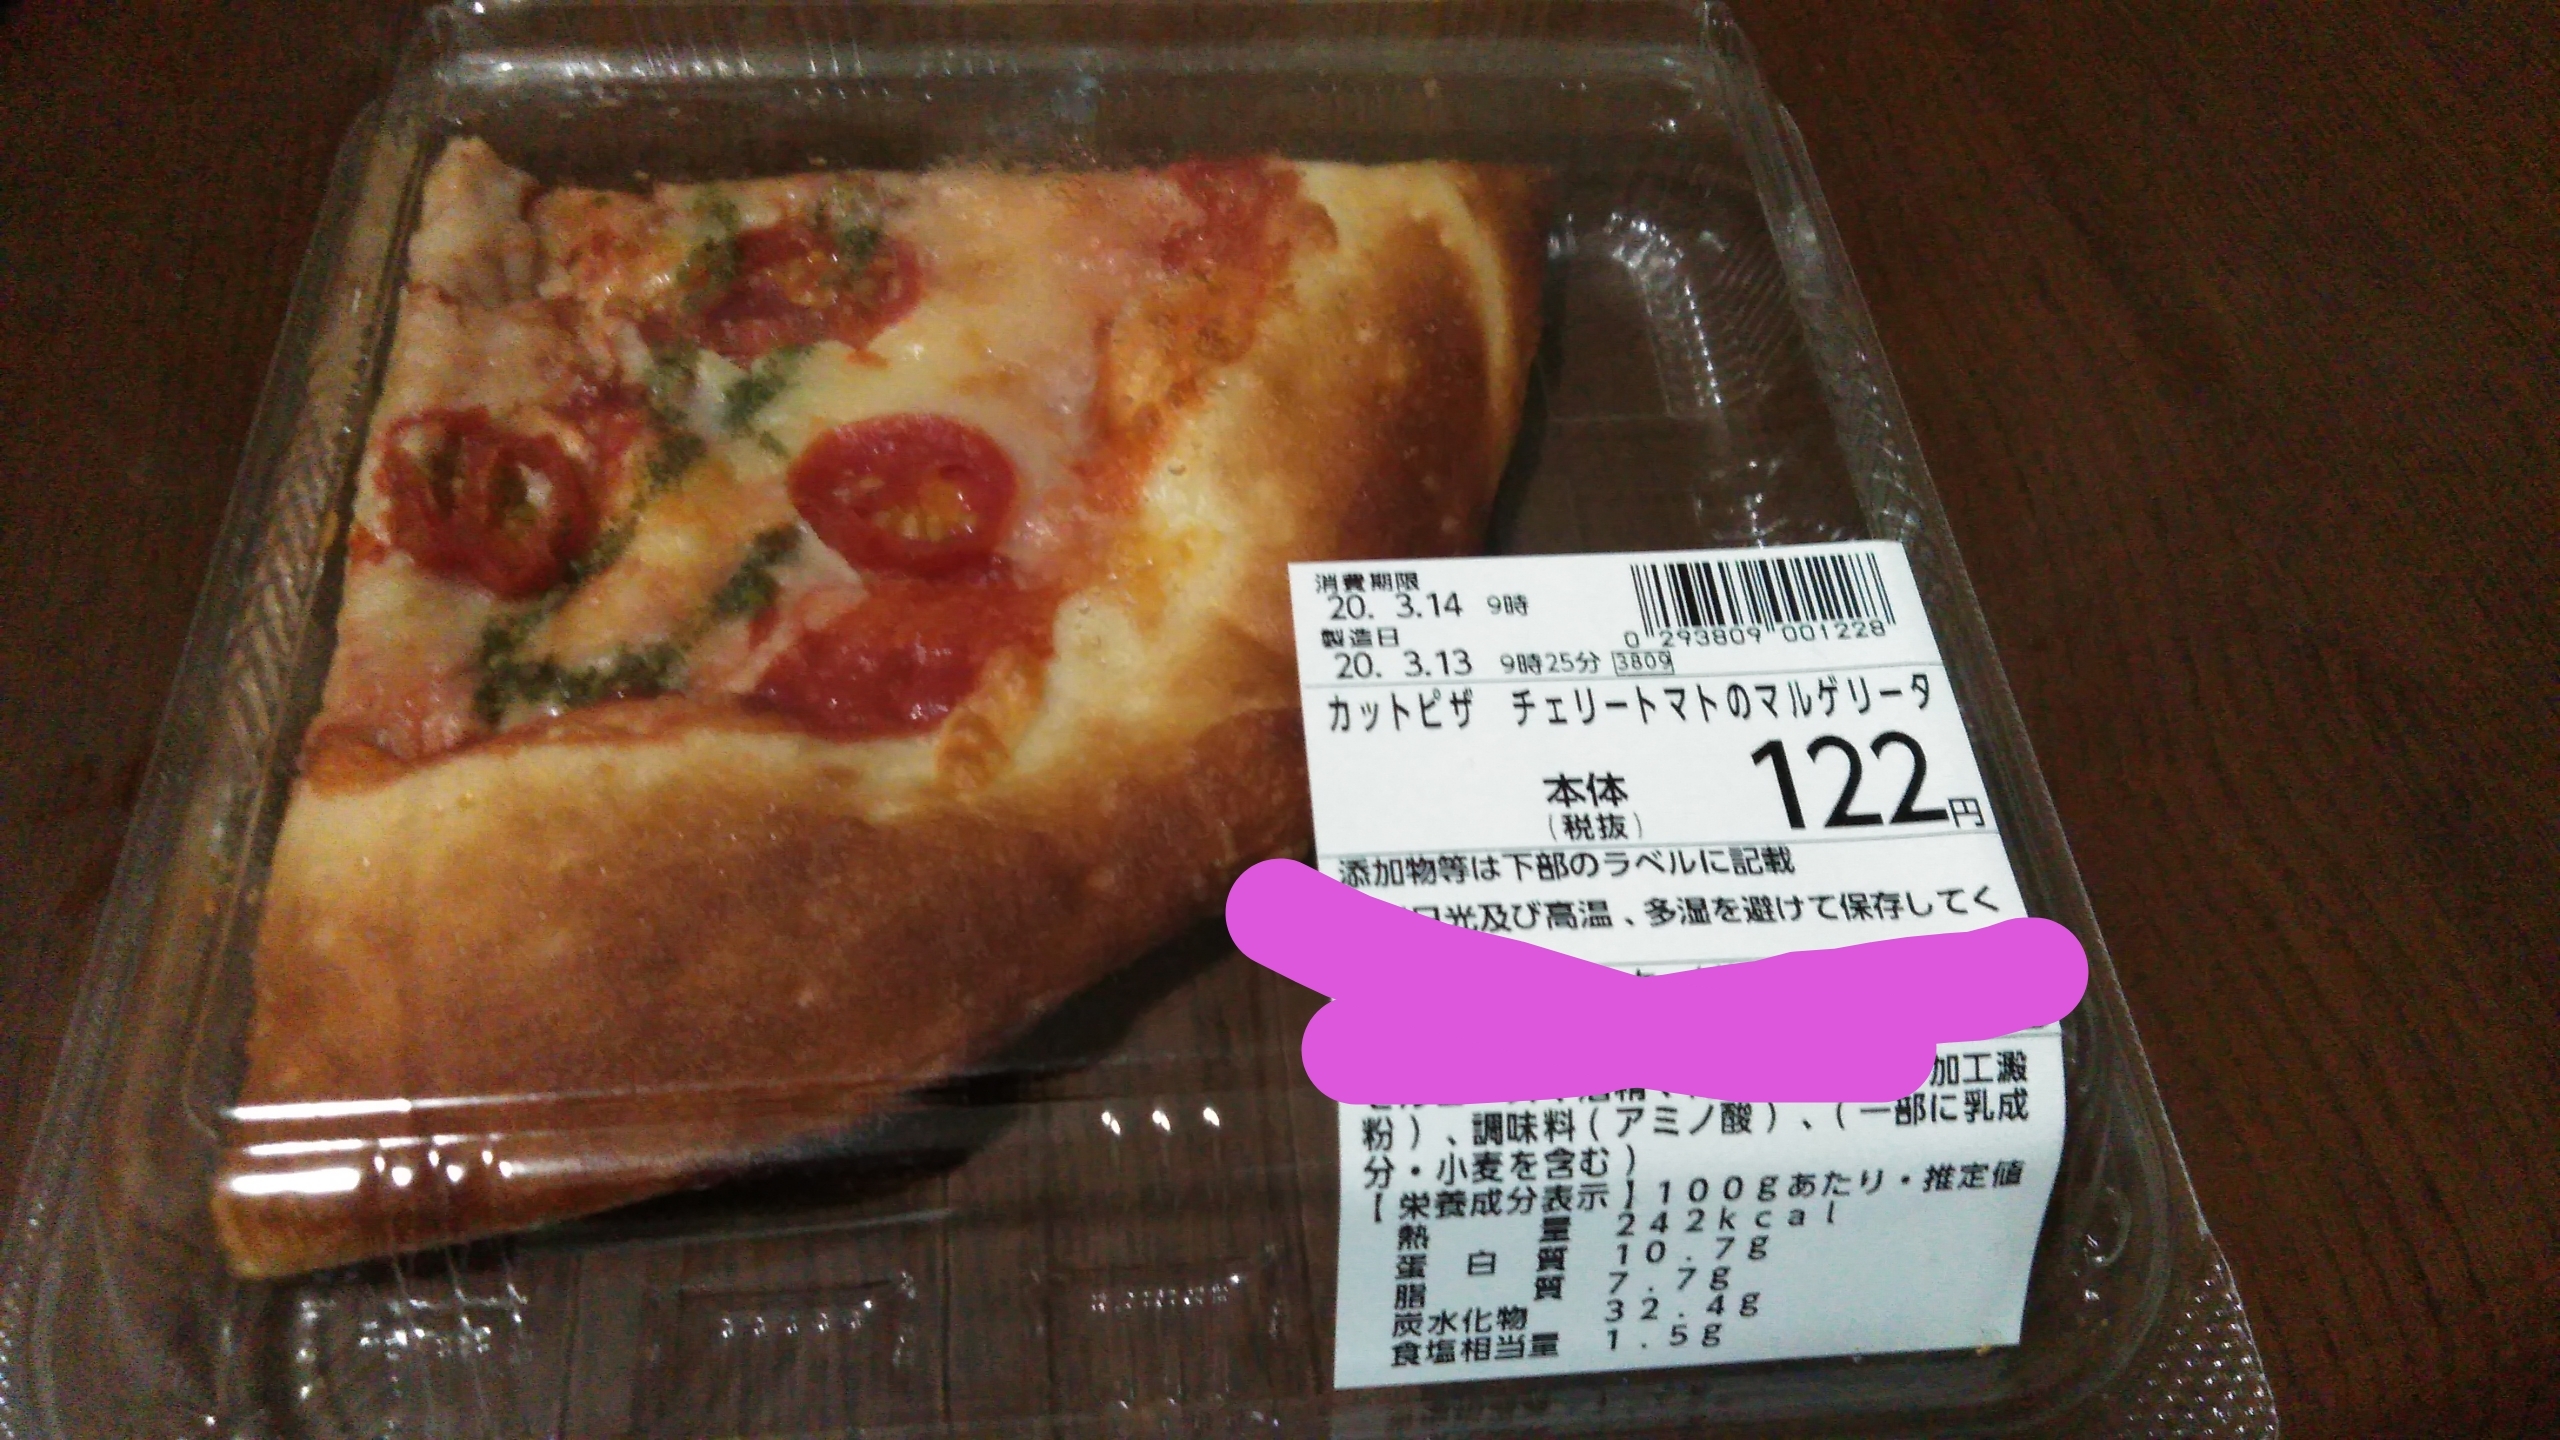 消費期限
20. 3.14 9時
製造日
20. 3.13 9時25分 3809
0 293809 001228
カットピザ チェリートマトのマルゲリータ
本体 122円
(税抜)
添加物等は下部のラベルに記載
日光及び高温、多湿を避けて保存してく
加工澱
粉)、調味料(アミノ酸)、(一部に乳成
分・小麦を含む)
【栄養成分表示】100gあたり・推定値
熱量 242kcal
蛋白質 10.7g
脂質 7.7g
炭水化物 32.4g
食塩相当量 1.5g